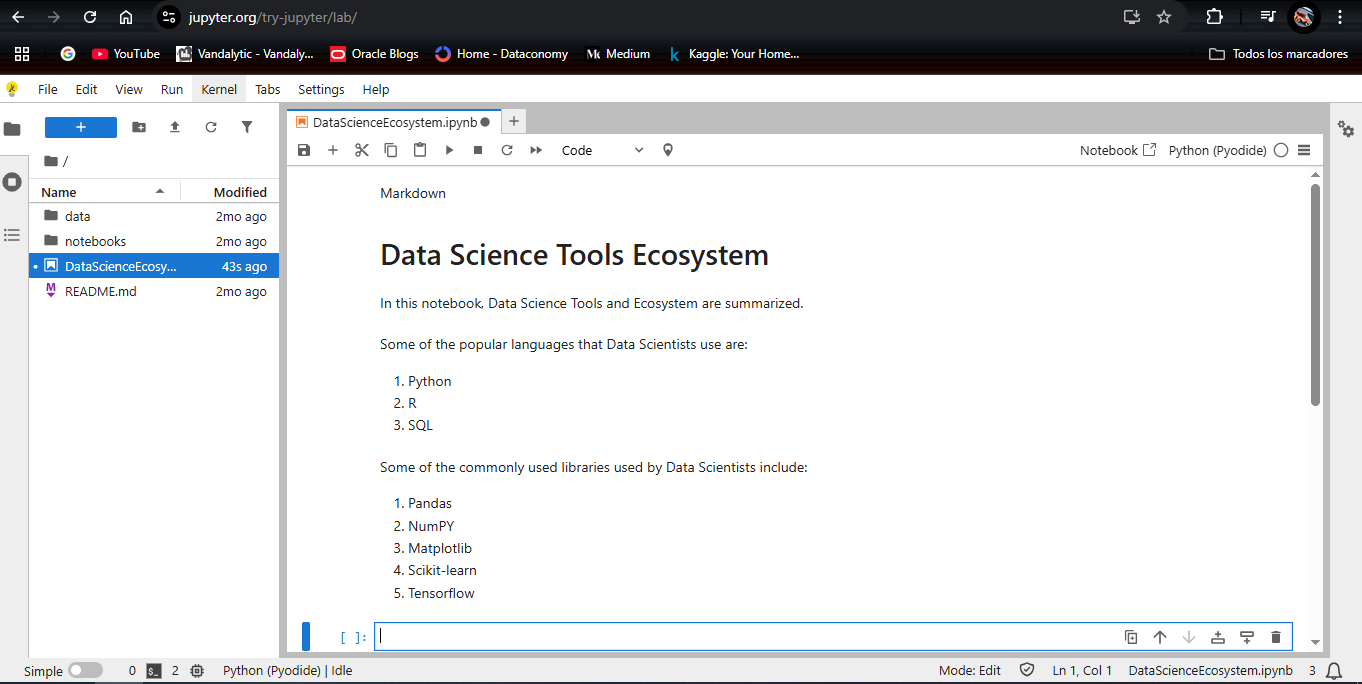 jupyter.org/try-jupyter/lab/
YouTube
Vandalytic - Vandaly...
Oracle Blogs
Home - Dataconomy
Medium
Kaggle: Your Home...
Todos los marcadores
File Edit View Run Kernel Tabs Settings Help
/
Name Modified
data 2mo ago
notebooks 2mo ago
DataScienceEcosy... 43s ago
README.md 2mo ago
DataScienceEcosystem.ipynb
Code
Notebook
Python (Pyodide)
Markdown
Data Science Tools Ecosystem
In this notebook, Data Science Tools and Ecosystem are summarized.
Some of the popular languages that Data Scientists use are:
1. Python
2. R
3. SQL
Some of the commonly used libraries used by Data Scientists include:
1. Pandas
2. NumPY
3. Matplotlib
4. Scikit-learn
5. Tensorflow
[ ]:
Simple 0 2 Python (Pyodide) | Idle
Mode: Edit Ln 1, Col 1 DataScienceEcosystem.ipynb 3